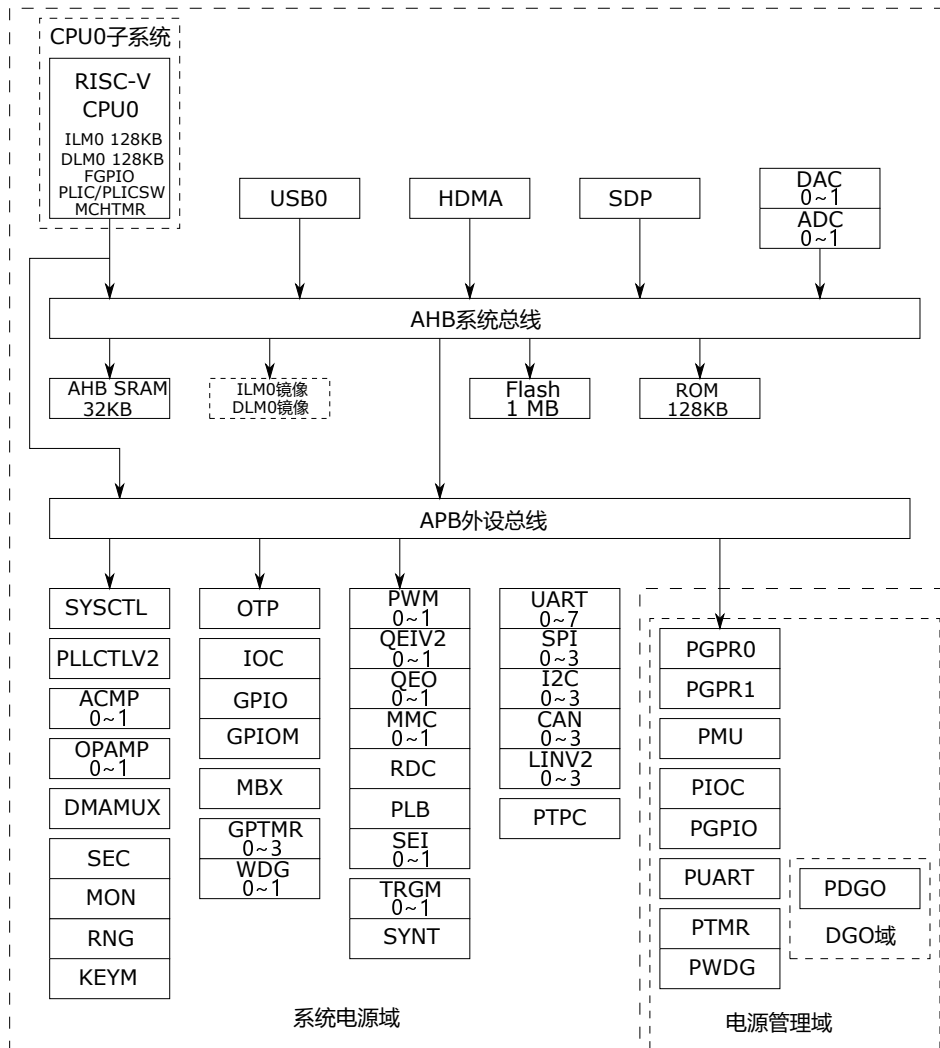 CPU0子系统
RISC-V
CPU0
ILM0 128KB
DLM0 128KB
FGPIO
PLIC/PLICSW
MCHTMR
USB0
HDMA
SDP
DAC
0~1
ADC
0~1
AHB系统总线
AHB SRAM
32KB
ILM0镜像
DLM0镜像
Flash
1 MB
ROM
128KB
APB外设总线
SYSCTL
PLLCTLV2
ACMP
0~1
OPAMP
0~1
DMAMUX
SEC
MON
RNG
KEYM
OTP
IOC
GPIO
GPIOM
MBX
GPTMR
0~3
WDG
0~1
PWM
0~1
QEIV2
0~1
QEO
0~1
MMC
0~1
RDC
PLB
SEI
0~1
TRGM
0~1
SYNT
UART
0~7
SPI
0~3
I2C
0~3
CAN
0~3
LINV2
0~3
PTPC
PGPR0
PGPR1
PMU
PIOC
PGPIO
PUART
PTMR
PWDG
PDGO
DGO域
系统电源域
电源管理域